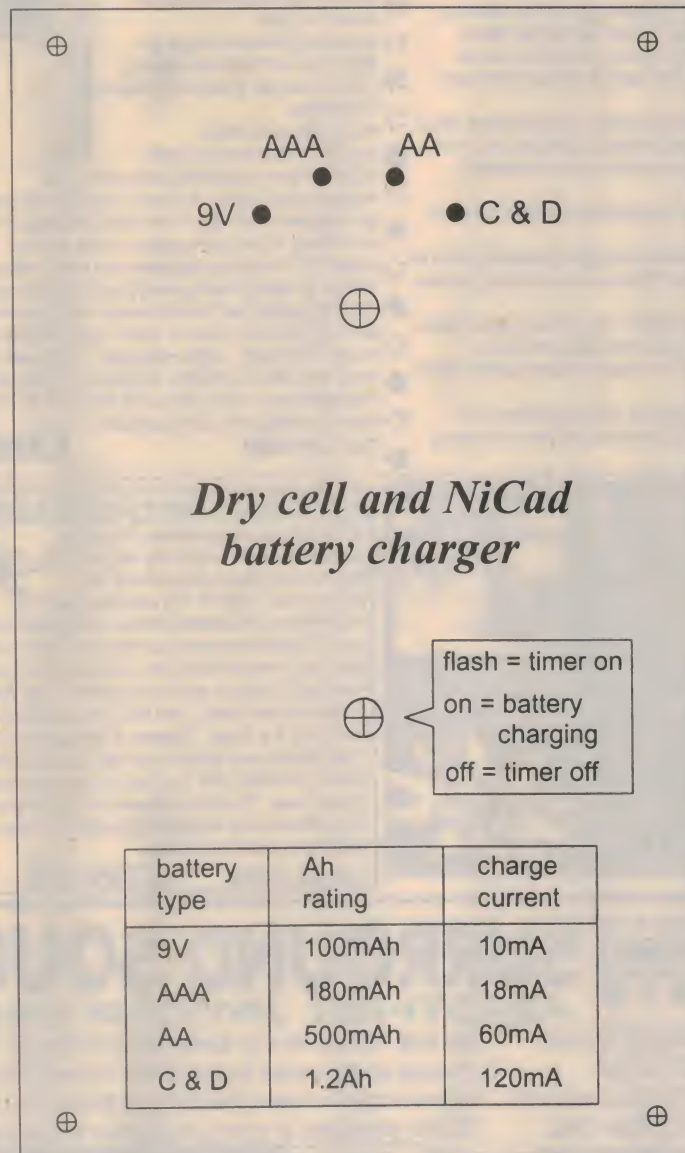 AAA AA
9V C & D
Dry cell and NiCad
battery charger
flash = timer on
on = battery
charging
off = timer off
battery type Ah rating charge current
9V 100mAh 10mA
AAA 180mAh 18mA
AA 500mAh 60mA
C & D 1.2Ah 120mA